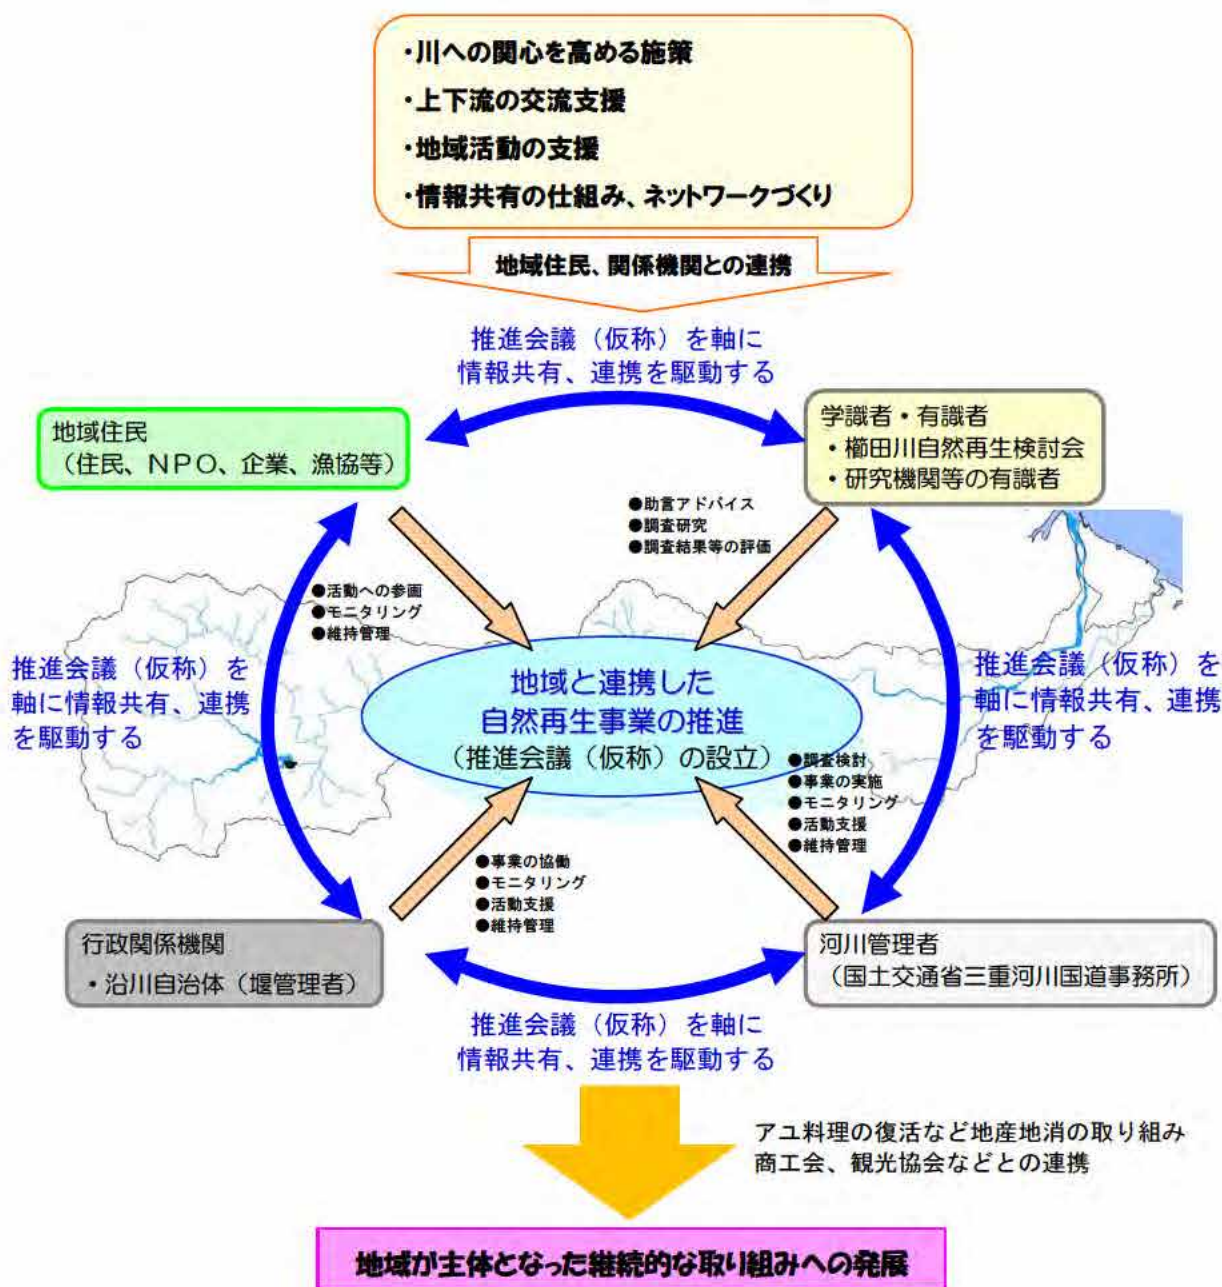 ・川への関心を高める施策
・上下流の交流支援
・地域活動の支援
・情報共有の仕組み、ネットワークづくり
地域住民、関係機関との連携
推進会議（仮称）を軸に
情報共有、連携を駆動する
地域住民
（住民、ＮＰＯ、企業、漁協等）
学識者・有識者
・櫛田川自然再生検討会
・研究機関等の有識者
●助言アドバイス
●調査研究
●調査結果等の評価
●活動への参画
●モニタリング
●維持管理
推進会議（仮称）を
軸に情報共有、連携
を駆動する
地域と連携した
自然再生事業の推進
（推進会議（仮称）の設立）
推進会議（仮称）を
軸に情報共有、連携
を駆動する
●調査検討
●事業の実施
●モニタリング
●活動支援
●維持管理
●事業の協働
●モニタリング
●活動支援
●維持管理
行政関係機関
・沿川自治体（堰管理者）
河川管理者
（国土交通省三重河川国道事務所）
推進会議（仮称）を軸に
情報共有、連携を駆動する
アユ料理の復活など地産地消の取り組み
商工会、観光協会などとの連携
地域が主体となった継続的な取り組みへの発展